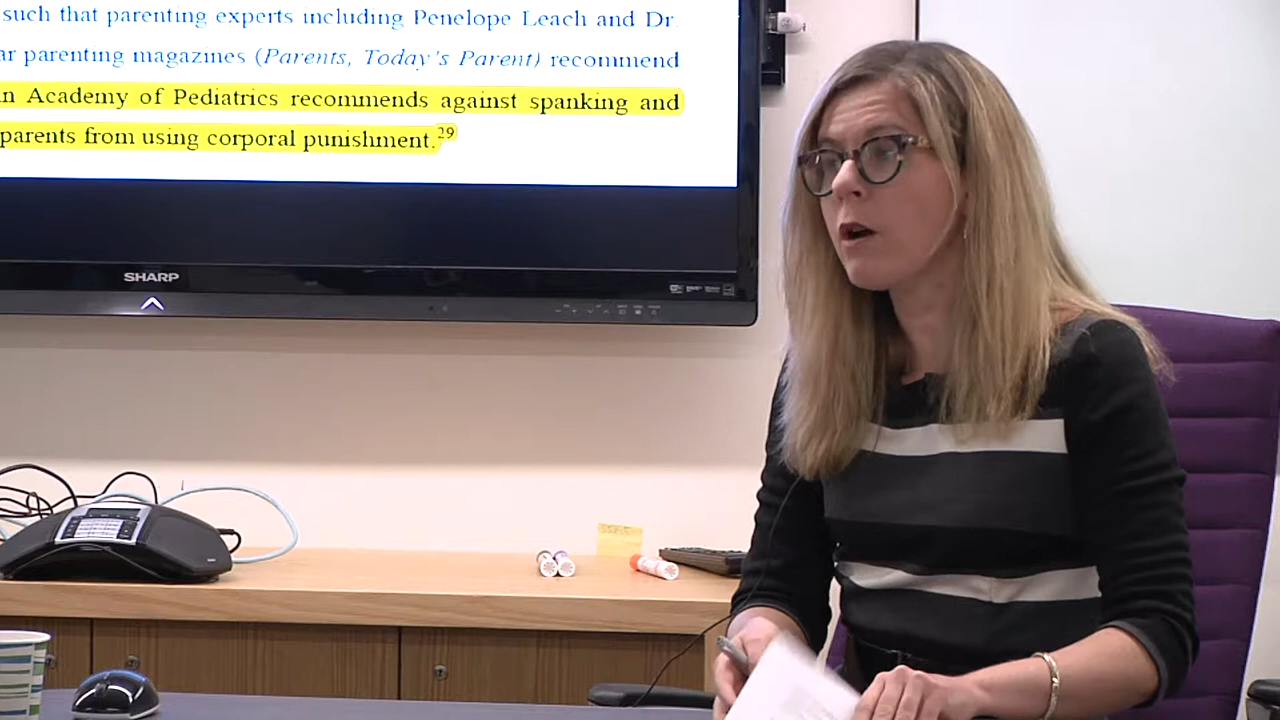 such that parenting experts including Penelope Leach and Dr.
ar parenting magazines (Parents, Today's Parent) recommend
n Academy of Pediatrics recommends against spanking and
parents from using corporal punishment.29
SHARP